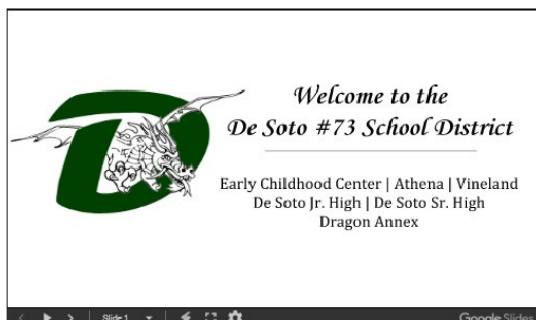 Welcome to the
De Soto #73 School District
Early Childhood Center | Athena | Vineland
De Soto Jr. High | De Soto Sr. High
Dragon Annex
Slide 1
Google Slides